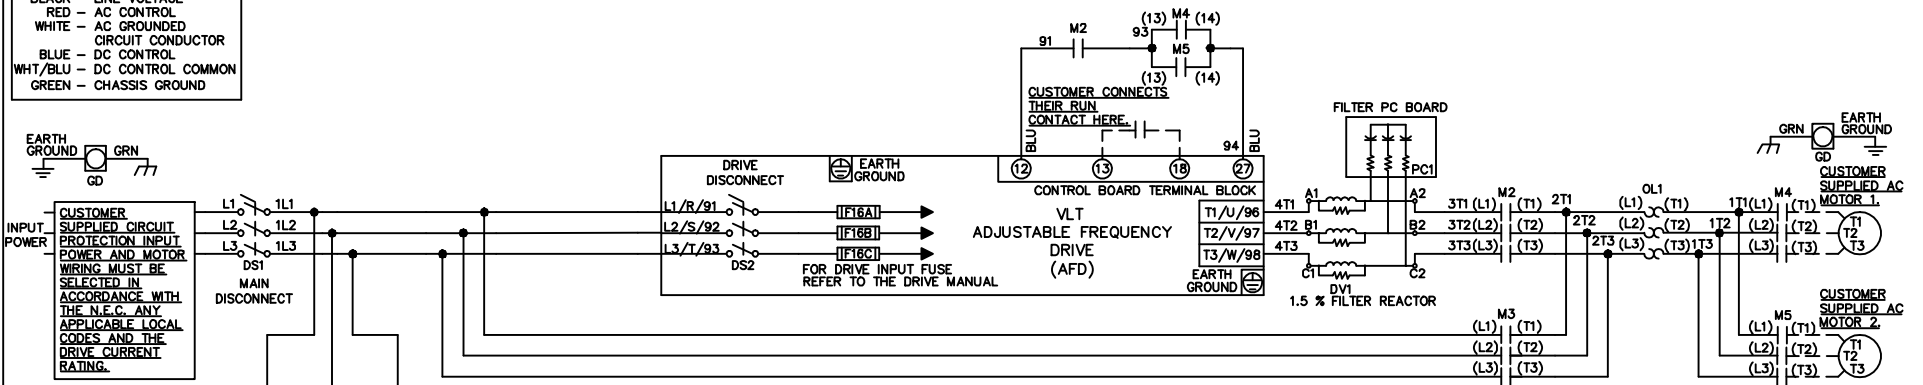 BLACK – LINE VOLTAGE
RED – AC CONTROL
WHITE – AC GROUNDED
CIRCUIT CONDUCTOR
BLUE – DC CONTROL
WHT/BLU – DC CONTROL COMMON
GREEN – CHASSIS GROUND
EARTH
GROUND
GRN
GD
INPUT
POWER
CUSTOMER
SUPPLIED CIRCUIT
PROTECTION INPUT
POWER AND MOTOR
WIRING MUST BE
SELECTED IN
ACCORDANCE WITH
THE N.E.C. ANY
APPLICABLE LOCAL
CODES AND THE
DRIVE CURRENT
RATING.
L1 1L1
L2 1L2
L3 1L3
DS1
MAIN
DISCONNECT
L1/R/91
L2/S/92
L3/T/93
DRIVE
DISCONNECT
DS2
EARTH
GROUND
F16A
F16B
F16C
FOR DRIVE INPUT FUSE
REFER TO THE DRIVE MANUAL
91
M2
93
(13) M4 (14)
M5
(13) (14)
CUSTOMER CONNECTS
THEIR RUN
CONTACT HERE.
BLU
94
BLU
12 13 18 27
CONTROL BOARD TERMINAL BLOCK
VLT
ADJUSTABLE FREQUENCY
DRIVE
(AFD)
T1/U/96
T2/V/97
T3/W/98
EARTH
GROUND
4T1
4T2
4T3
A1 A2
B1 B2
C1 C2
DV1
1.5 % FILTER REACTOR
FILTER PC BOARD
PC1
M2
3T1 (L1) (T1) 2T1
3T2 (L2) (T2) 2T2
3T3 (L3) (T3) 2T3
OL1
(L1) (T1) 1T1
(L2) (T2) 1T2
(L3) (T3) 1T3
M4
(L1) (T1)
(L2) (T2)
(L3) (T3)
GRN
GD
EARTH
GROUND
CUSTOMER
SUPPLIED AC
MOTOR 1.
T1
T2
T3
M3
(L1) (T1)
(L2) (T2)
(L3) (T3)
M5
(L1) (T1)
(L2) (T2)
(L3) (T3)
CUSTOMER
SUPPLIED AC
MOTOR 2.
T1
T2
T3